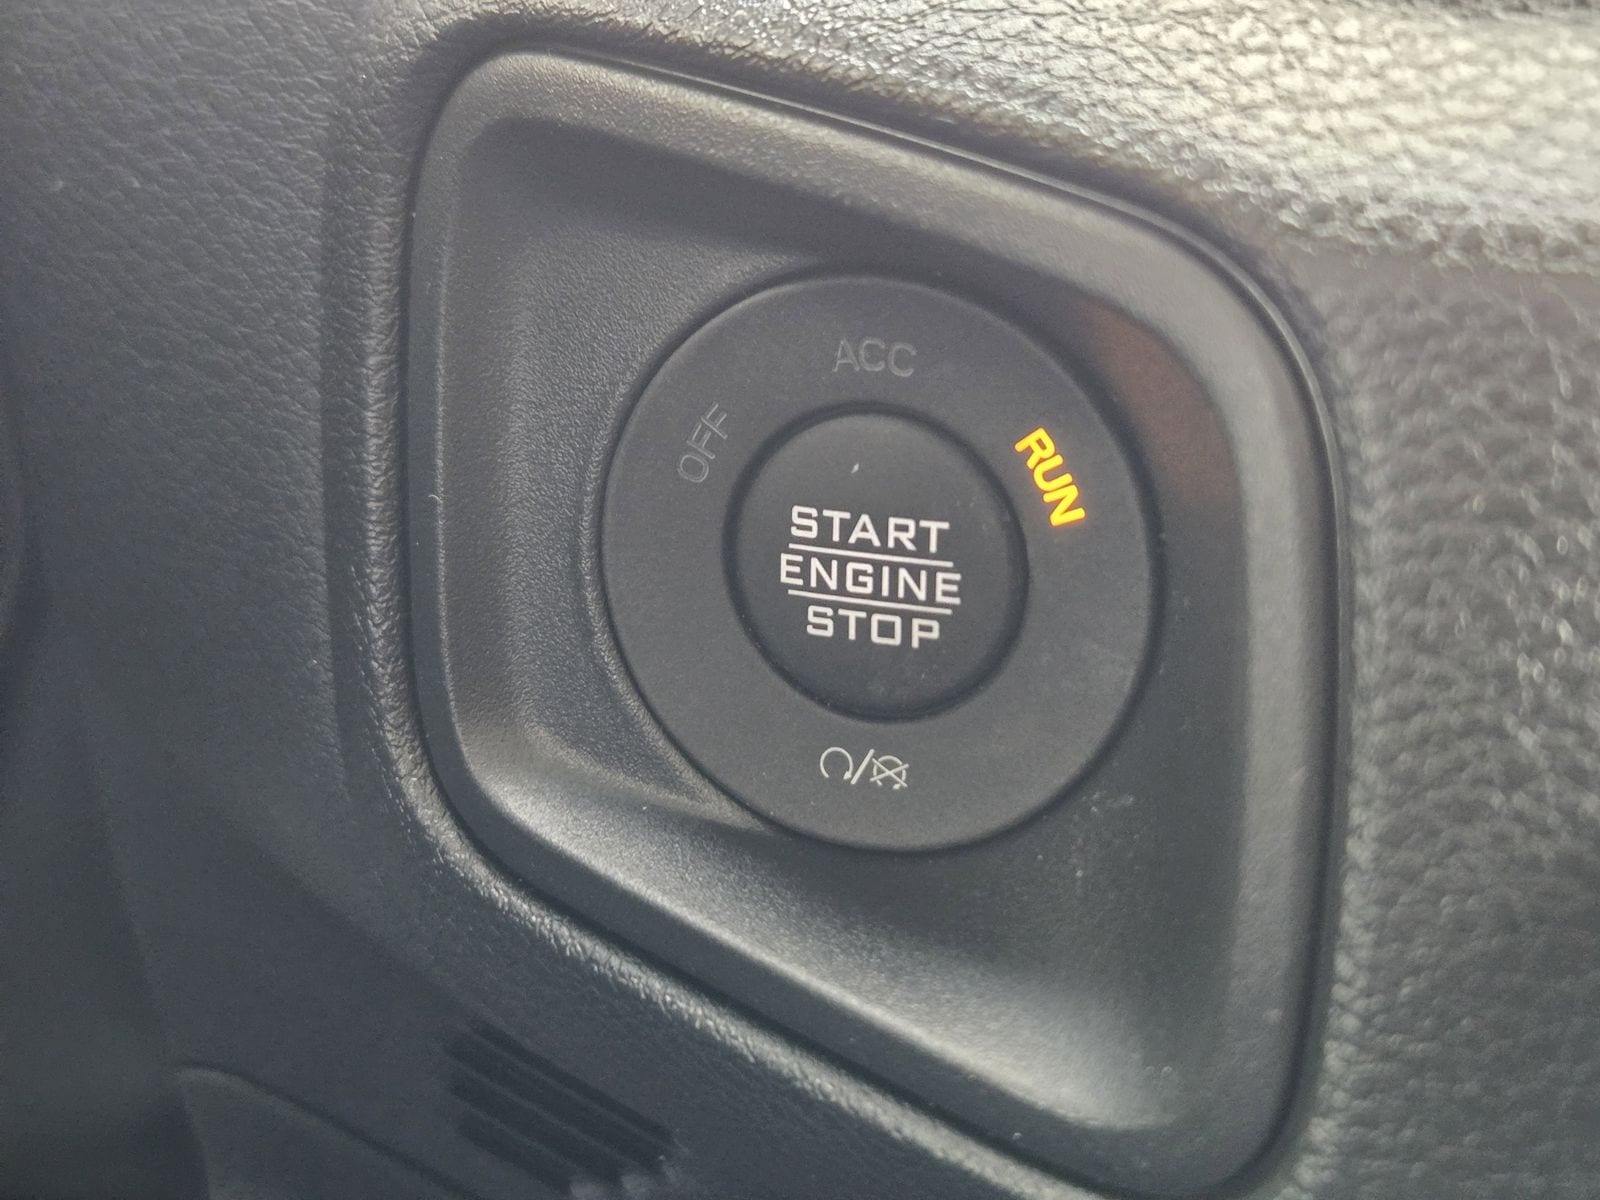 ACC
OFF
RUN
START
ENGINE
STOP